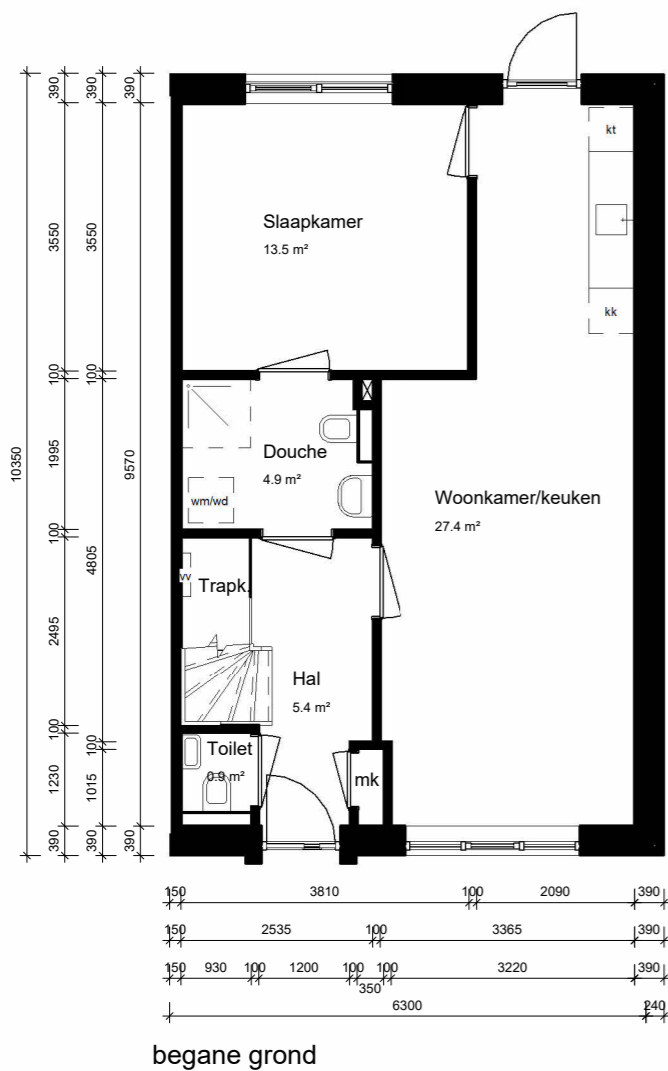 kt
Slaapkamer
13.5 m²
kk
Douche
4.9 m²
wm/wd
Woonkamer/keuken
27.4 m²
vv
Trapk.
Hal
5.4 m²
Toilet
0.9 m²
mk
10350
390
3550
100
1995
100
2495
100
1230
390
390
3550
100
4805
100
1015
390
390
9570
390
150 3810 100 2090 390
150 2535 100 3365 390
150 930 100 1200 100 350 100 3220 390
6300 240
begane grond